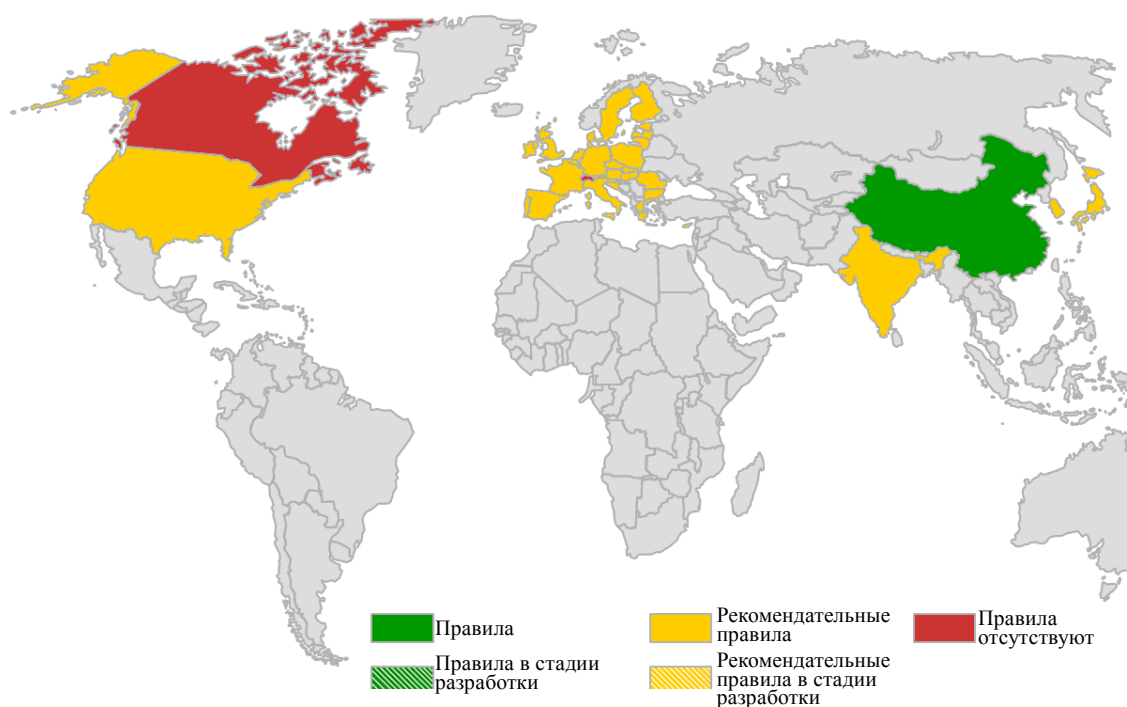 Правила
Рекомендательные
правила
Правила
отсутствуют
Правила в стадии
разработки
Рекомендательные
правила в стадии
разработки